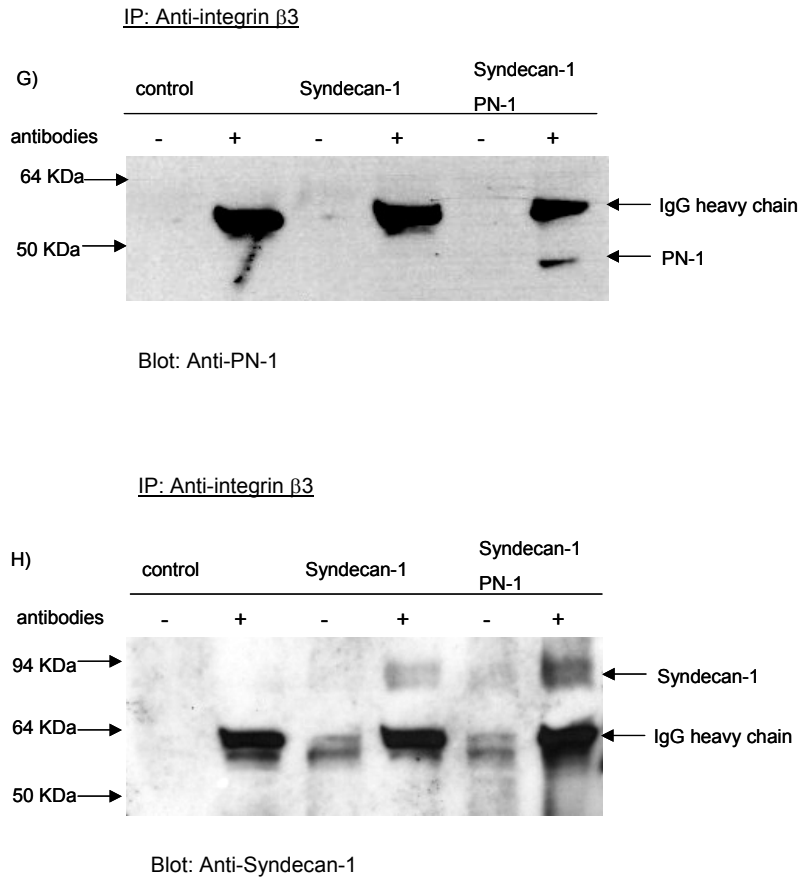 IP: Anti-integrin β3
G)
control Syndecan-1 Syndecan-1
PN-1
antibodies - + - + - +
64 KDa
IgG heavy chain
50 KDa
PN-1
Blot: Anti-PN-1
IP: Anti-integrin β3
H)
control Syndecan-1 Syndecan-1
PN-1
antibodies - + - + - +
94 KDa
Syndecan-1
64 KDa
IgG heavy chain
50 KDa
Blot: Anti-Syndecan-1